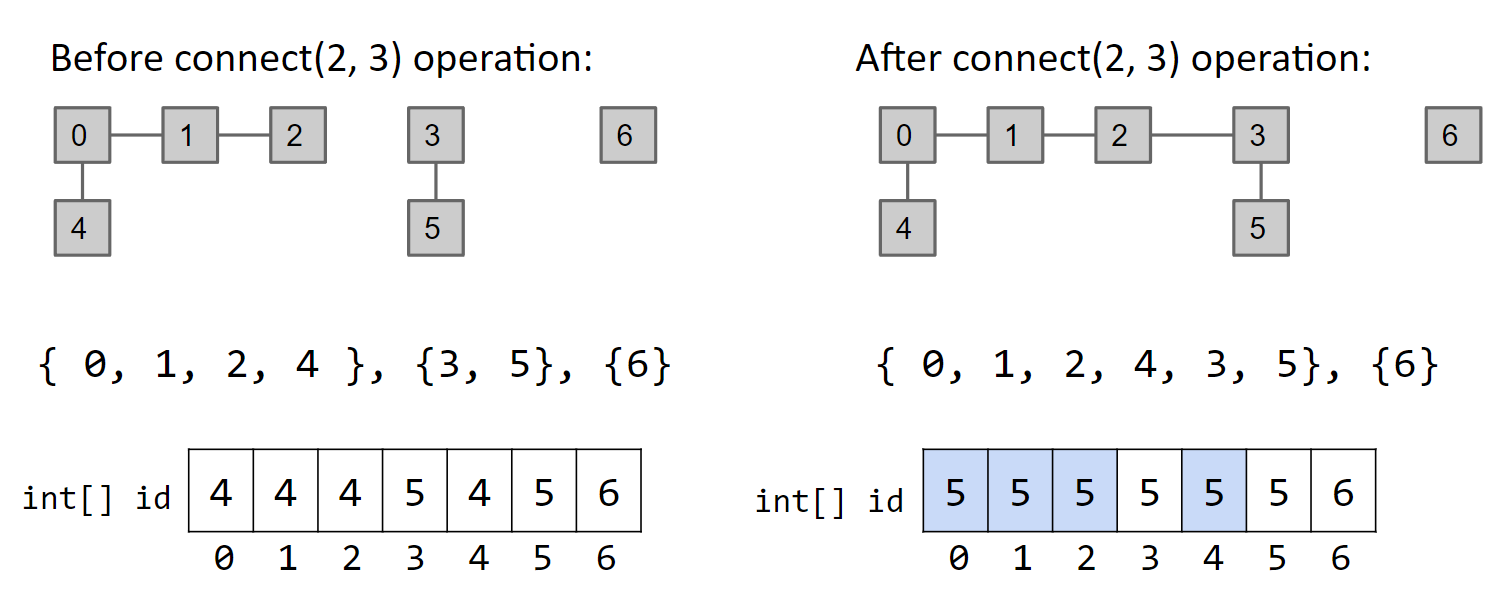 Before connect(2, 3) operation:
0 1 2 3 6
4 5
{ 0, 1, 2, 4 }, {3, 5}, {6}
int[] id 4 4 4 5 4 5 6
0 1 2 3 4 5 6
After connect(2, 3) operation:
0 1 2 3 6
4 5
{ 0, 1, 2, 4, 3, 5}, {6}
int[] id 5 5 5 5 5 5 6
0 1 2 3 4 5 6